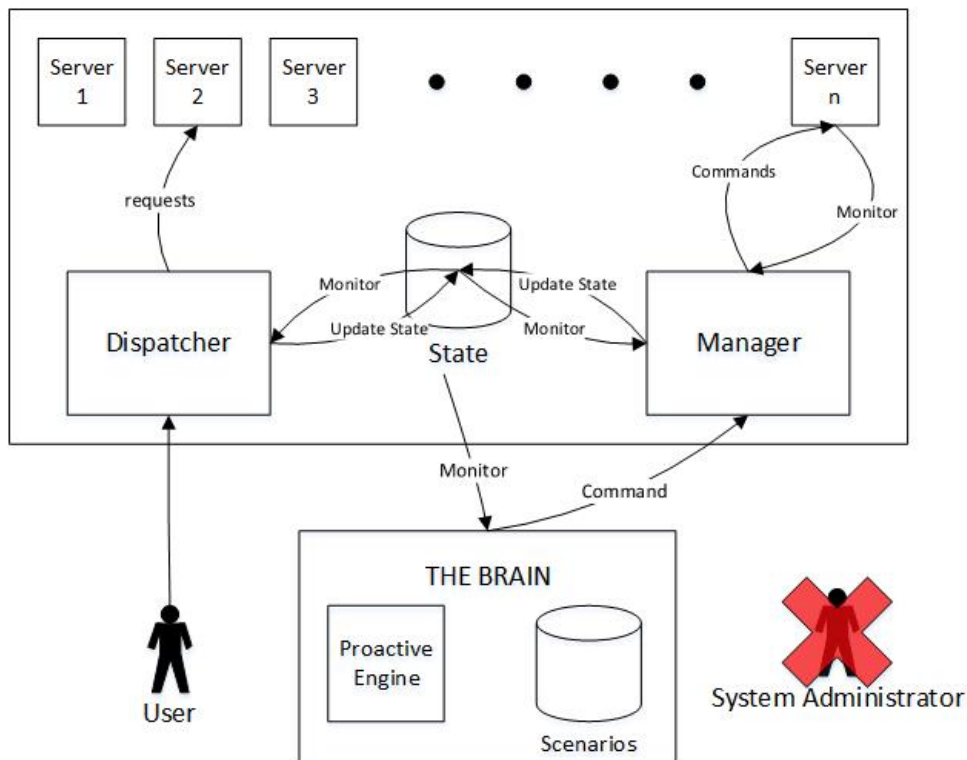 Server
1
Server
2
Server
3
Server
n
Commands
requests
Monitor
Monitor
Update State
Update State
Monitor
Dispatcher
State
Manager
Monitor
Command
THE BRAIN
Proactive
Engine
Scenarios
User
System Administrator